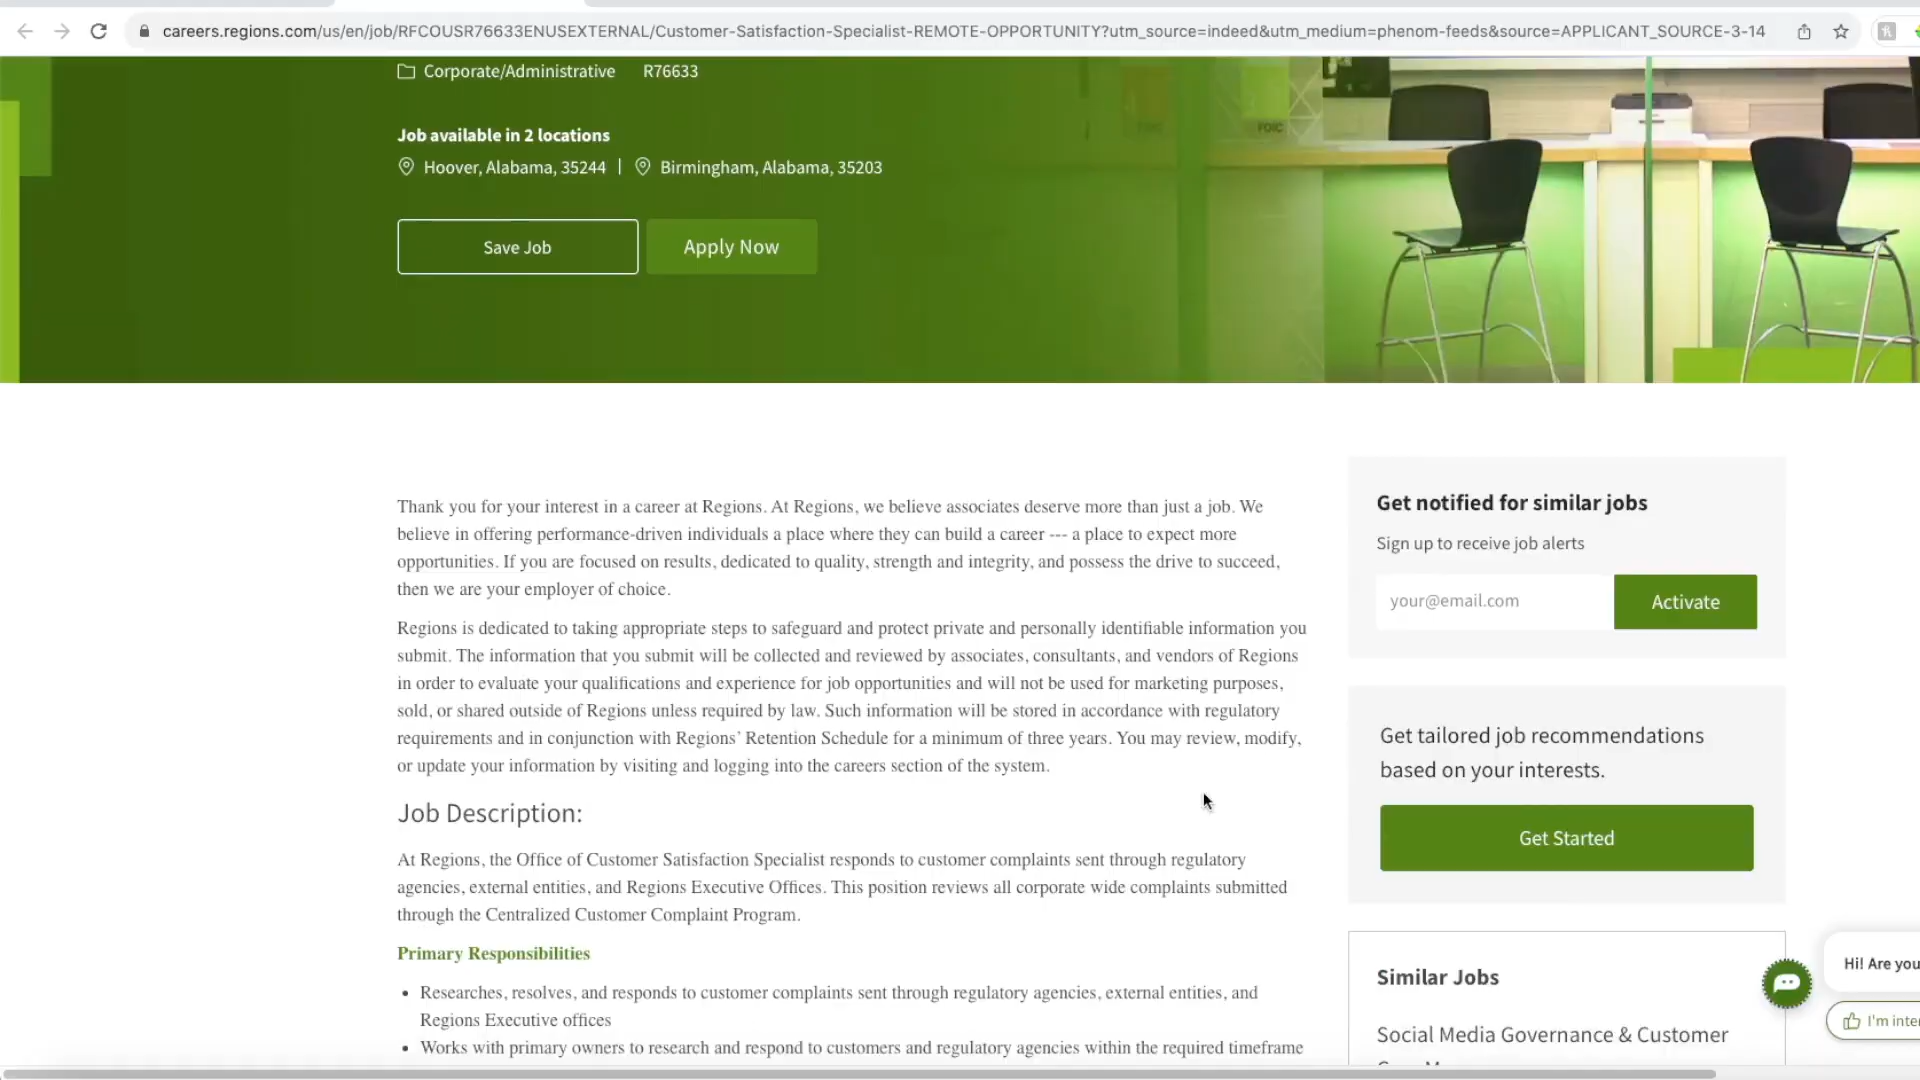 careers.regions.com/us/en/job/RFCOUSR76633ENUSEXTERNAL/Customer-Satisfaction-Specialist-REMOTE-OPPORTUNITY?utm_source=indeed&utm_medium=phenom-feeds&source=APPLICANT_SOURCE-3-14
Corporate/Administrative R76633
Job available in 2 locations
Hoover, Alabama, 35244 | Birmingham, Alabama, 35203
Save Job Apply Now
Thank you for your interest in a career at Regions. At Regions, we believe associates deserve more than just a job. We
believe in offering performance-driven individuals a place where they can build a career --- a place to expect more
opportunities. If you are focused on results, dedicated to quality, strength and integrity, and possess the drive to succeed,
then we are your employer of choice.
Regions is dedicated to taking appropriate steps to safeguard and protect private and personally identifiable information you
submit. The information that you submit will be collected and reviewed by associates, consultants, and vendors of Regions
in order to evaluate your qualifications and experience for job opportunities and will not be used for marketing purposes,
sold, or shared outside of Regions unless required by law. Such information will be stored in accordance with regulatory
requirements and in conjunction with Regions’ Retention Schedule for a minimum of three years. You may review, modify,
or update your information by visiting and logging into the careers section of the system.
Job Description:
At Regions, the Office of Customer Satisfaction Specialist responds to customer complaints sent through regulatory
agencies, external entities, and Regions Executive Offices. This position reviews all corporate wide complaints submitted
through the Centralized Customer Complaint Program.
Primary Responsibilities
• Researches, resolves, and responds to customer complaints sent through regulatory agencies, external entities, and
Regions Executive offices
• Works with primary owners to research and respond to customers and regulatory agencies within the required timeframe
Get notified for similar jobs
Sign up to receive job alerts
your@email.com Activate
Get tailored job recommendations
based on your interests.
Get Started
Similar Jobs
Social Media Governance & Customer
Hi! Are you
I'm inter